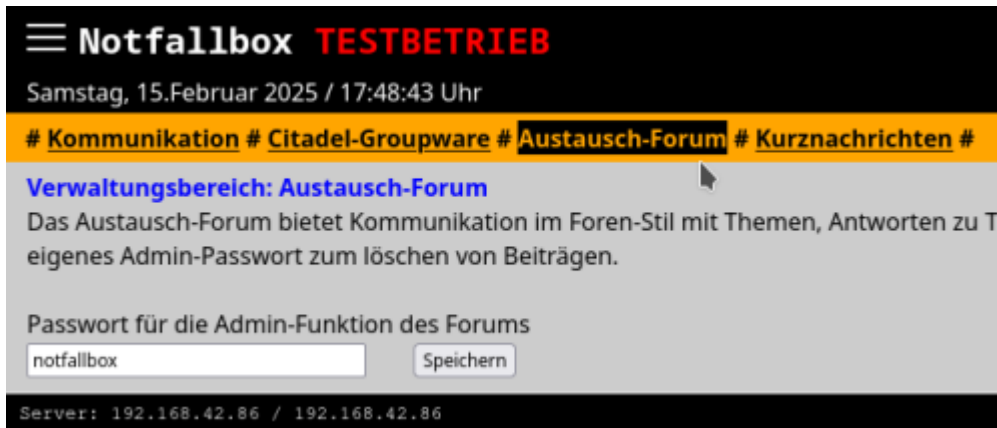 Notfallbox TESTBETRIEB
Samstag, 15.Februar 2025 / 17:48:43 Uhr
# Kommunikation # Citadel-Groupware # Austausch-Forum # Kurznachrichten #
Verwaltungsbereich: Austausch-Forum
Das Austausch-Forum bietet Kommunikation im Foren-Stil mit Themen, Antworten zu T
eigenes Admin-Passwort zum löschen von Beiträgen.
Passwort für die Admin-Funktion des Forums
notfallbox Speichern
Server: 192.168.42.86 / 192.168.42.86